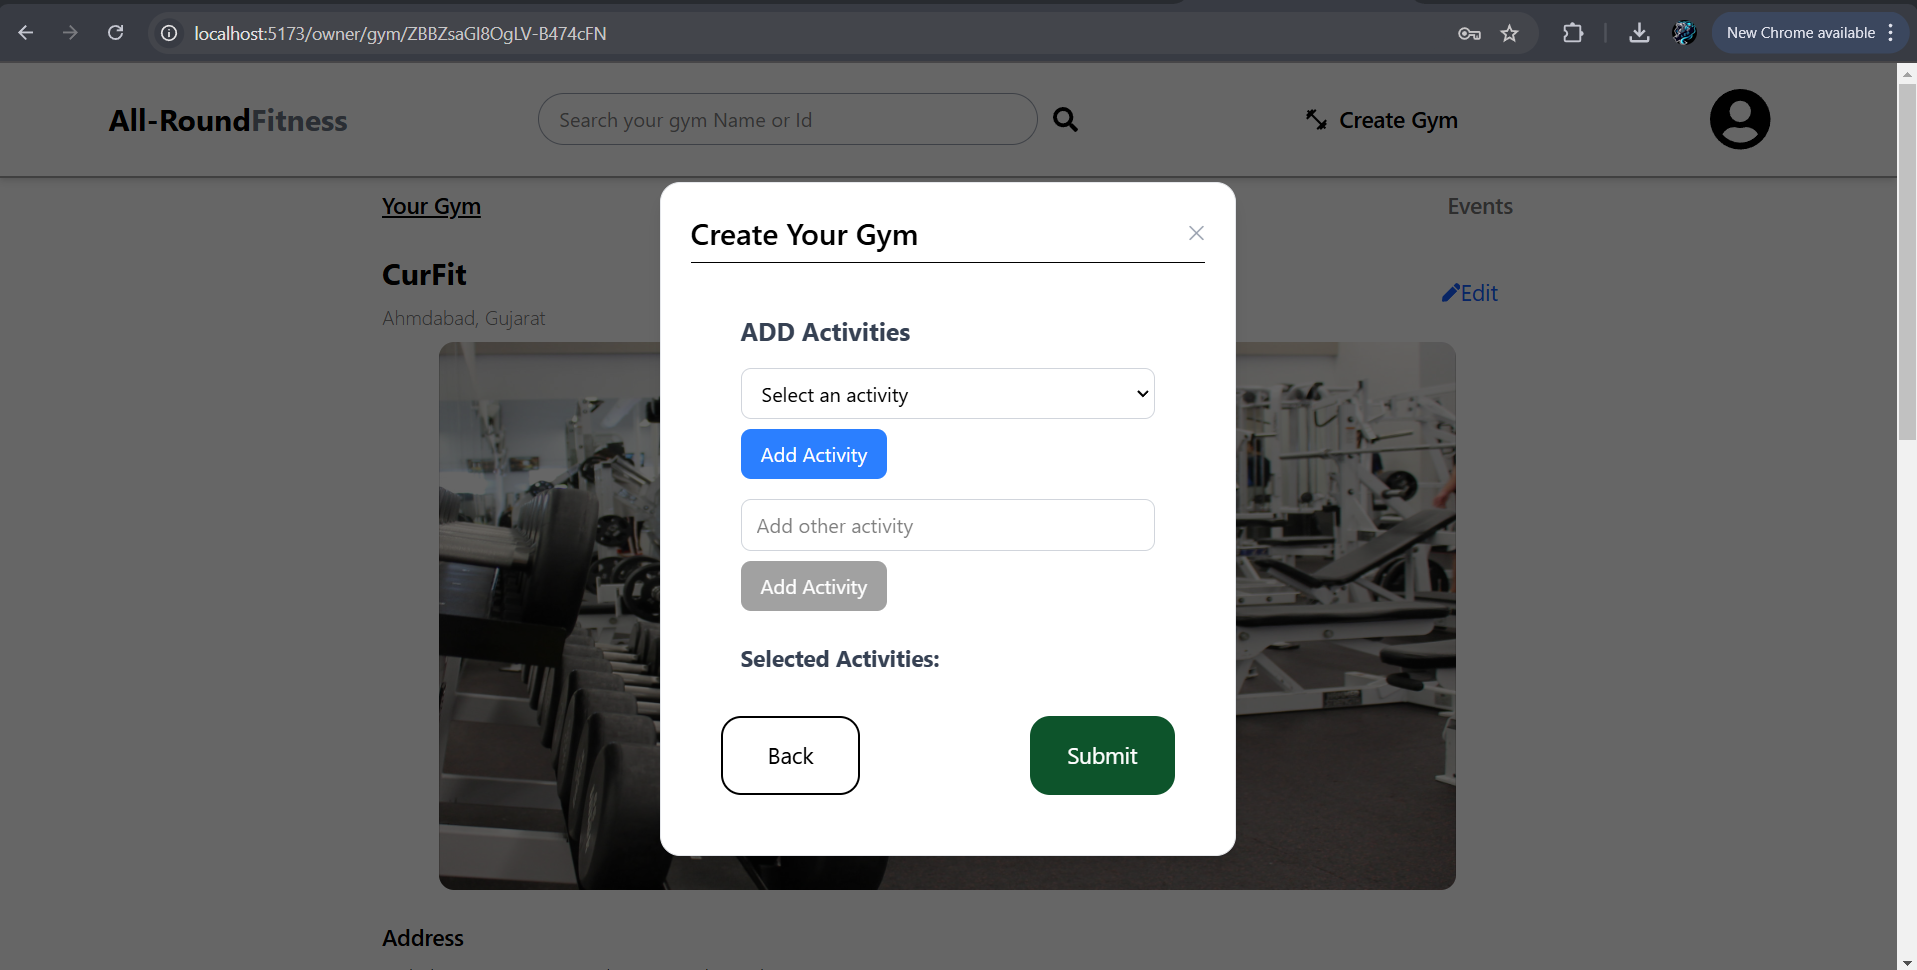 localhost:5173/owner/gym/ZBBZsaGl8OgLV-B474cFN
New Chrome available
All-RoundFitness
Search your gym Name or Id
Create Gym
Your Gym
Events
CurFit
Edit
Ahmdabad, Gujarat
Create Your Gym
ADD Activities
Select an activity
Add Activity
Add other activity
Add Activity
Selected Activities:
Back
Submit
Address